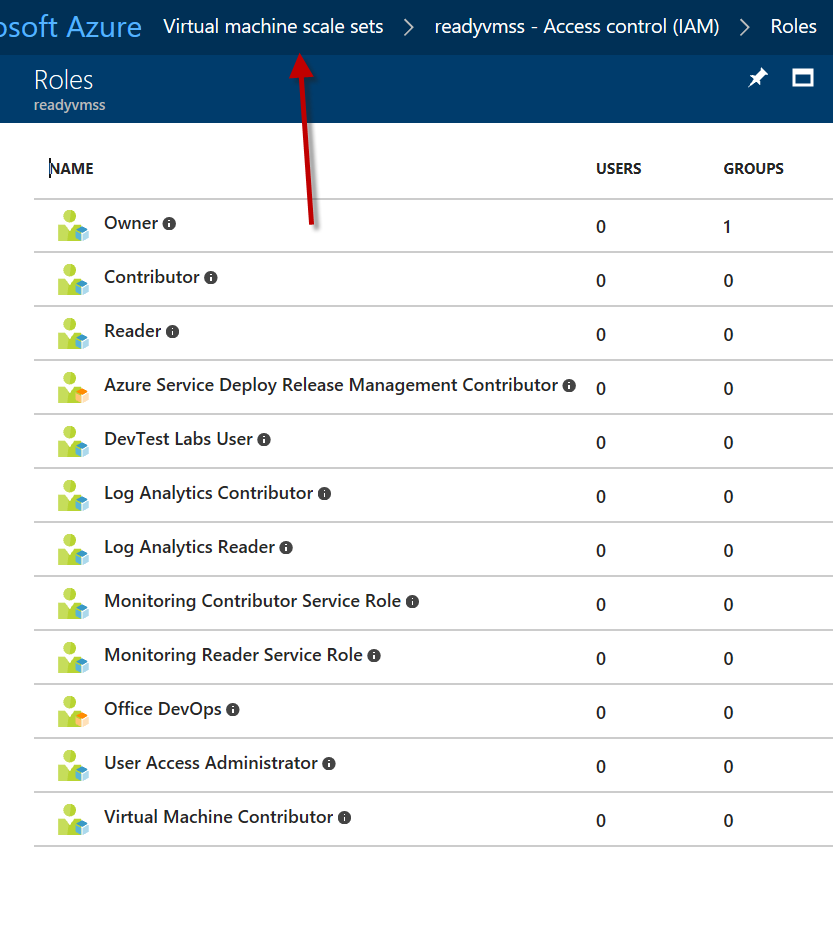 osoft Azure Virtual machine scale sets > readyvmss - Access control (IAM) > Roles
Roles
readyvmss
NAME USERS GROUPS
Owner 0 1
Contributor 0 0
Reader 0 0
Azure Service Deploy Release Management Contributor 0 0
DevTest Labs User 0 0
Log Analytics Contributor 0 0
Log Analytics Reader 0 0
Monitoring Contributor Service Role 0 0
Monitoring Reader Service Role 0 0
Office DevOps 0 0
User Access Administrator 0 0
Virtual Machine Contributor 0 0